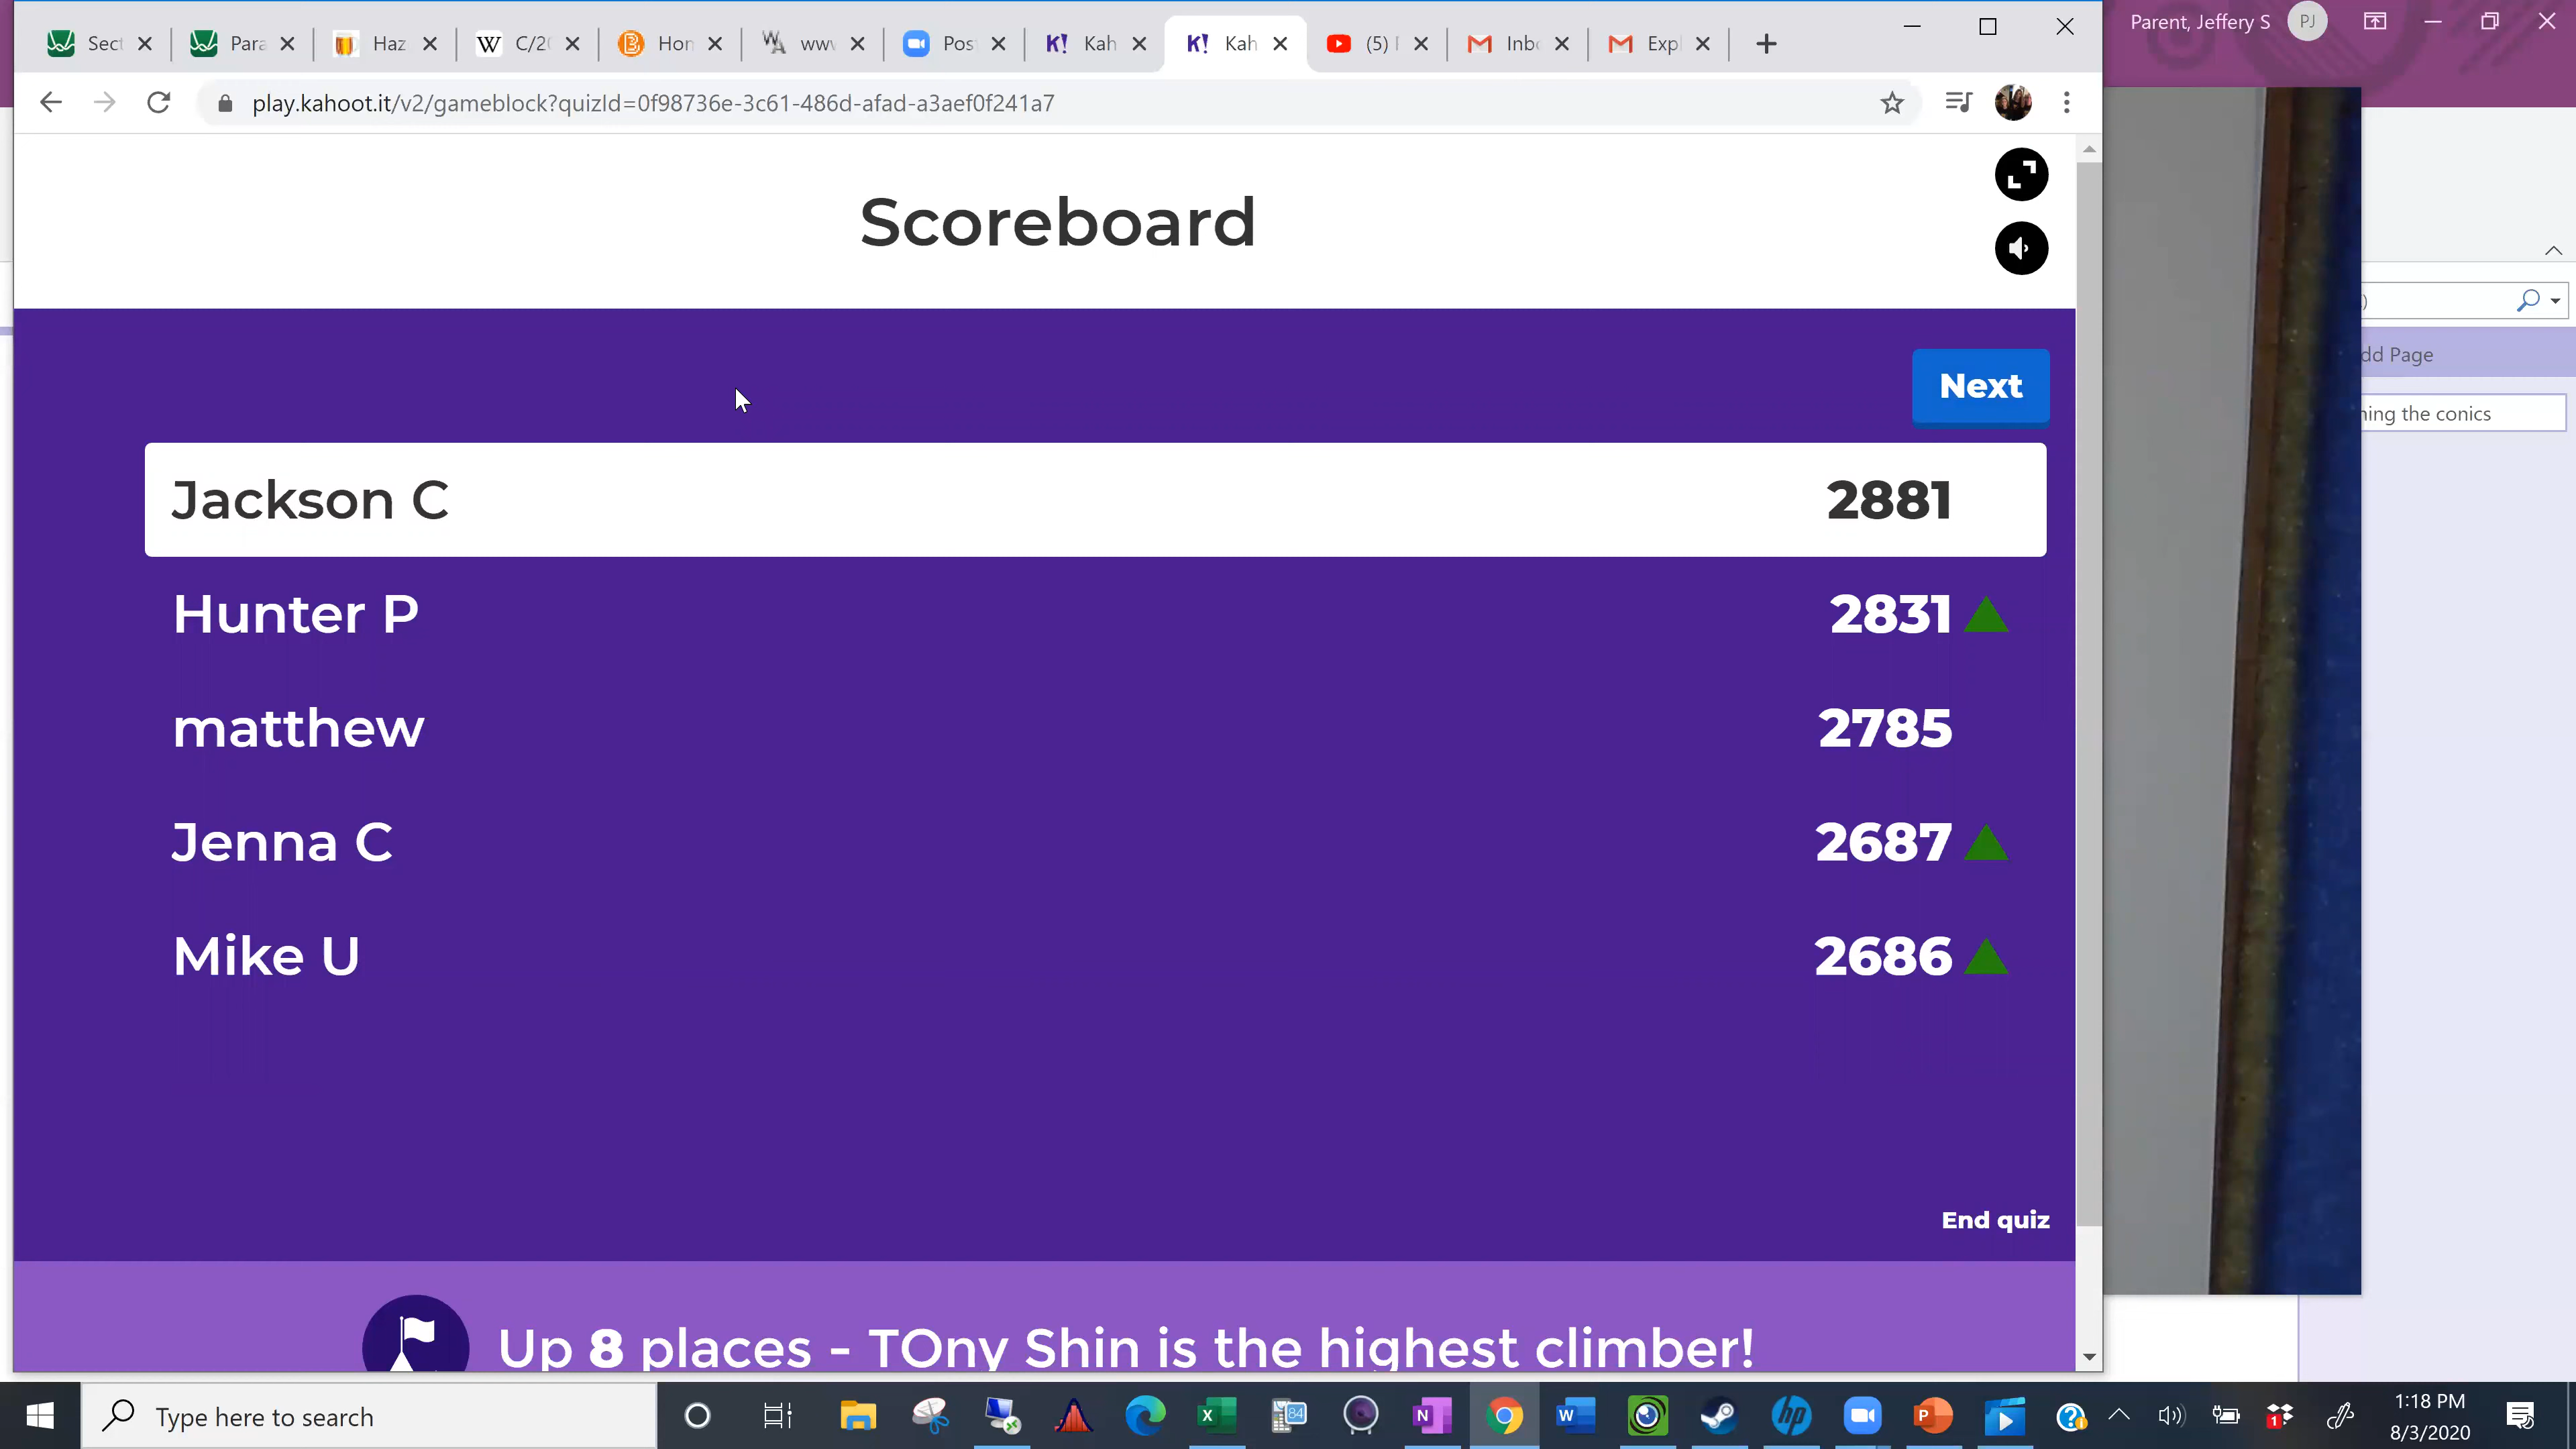 Sect
Para
Haz
C/20
Hon
www
Pos
Kah
Kah
(5)
Inbo
Expl
Parent, Jeffery S
PJ
play.kahoot.it/v2/gameblock?quizId=0f98736e-3c61-486d-afad-a3aef0f241a7
Scoreboard
dd Page
ning the conics
Next
Jackson C 2881
Hunter P 2831
matthew 2785
Jenna C 2687
Mike U 2686
End quiz
Up 8 places - TOny Shin is the highest climber!
Type here to search
1:18 PM
8/3/2020